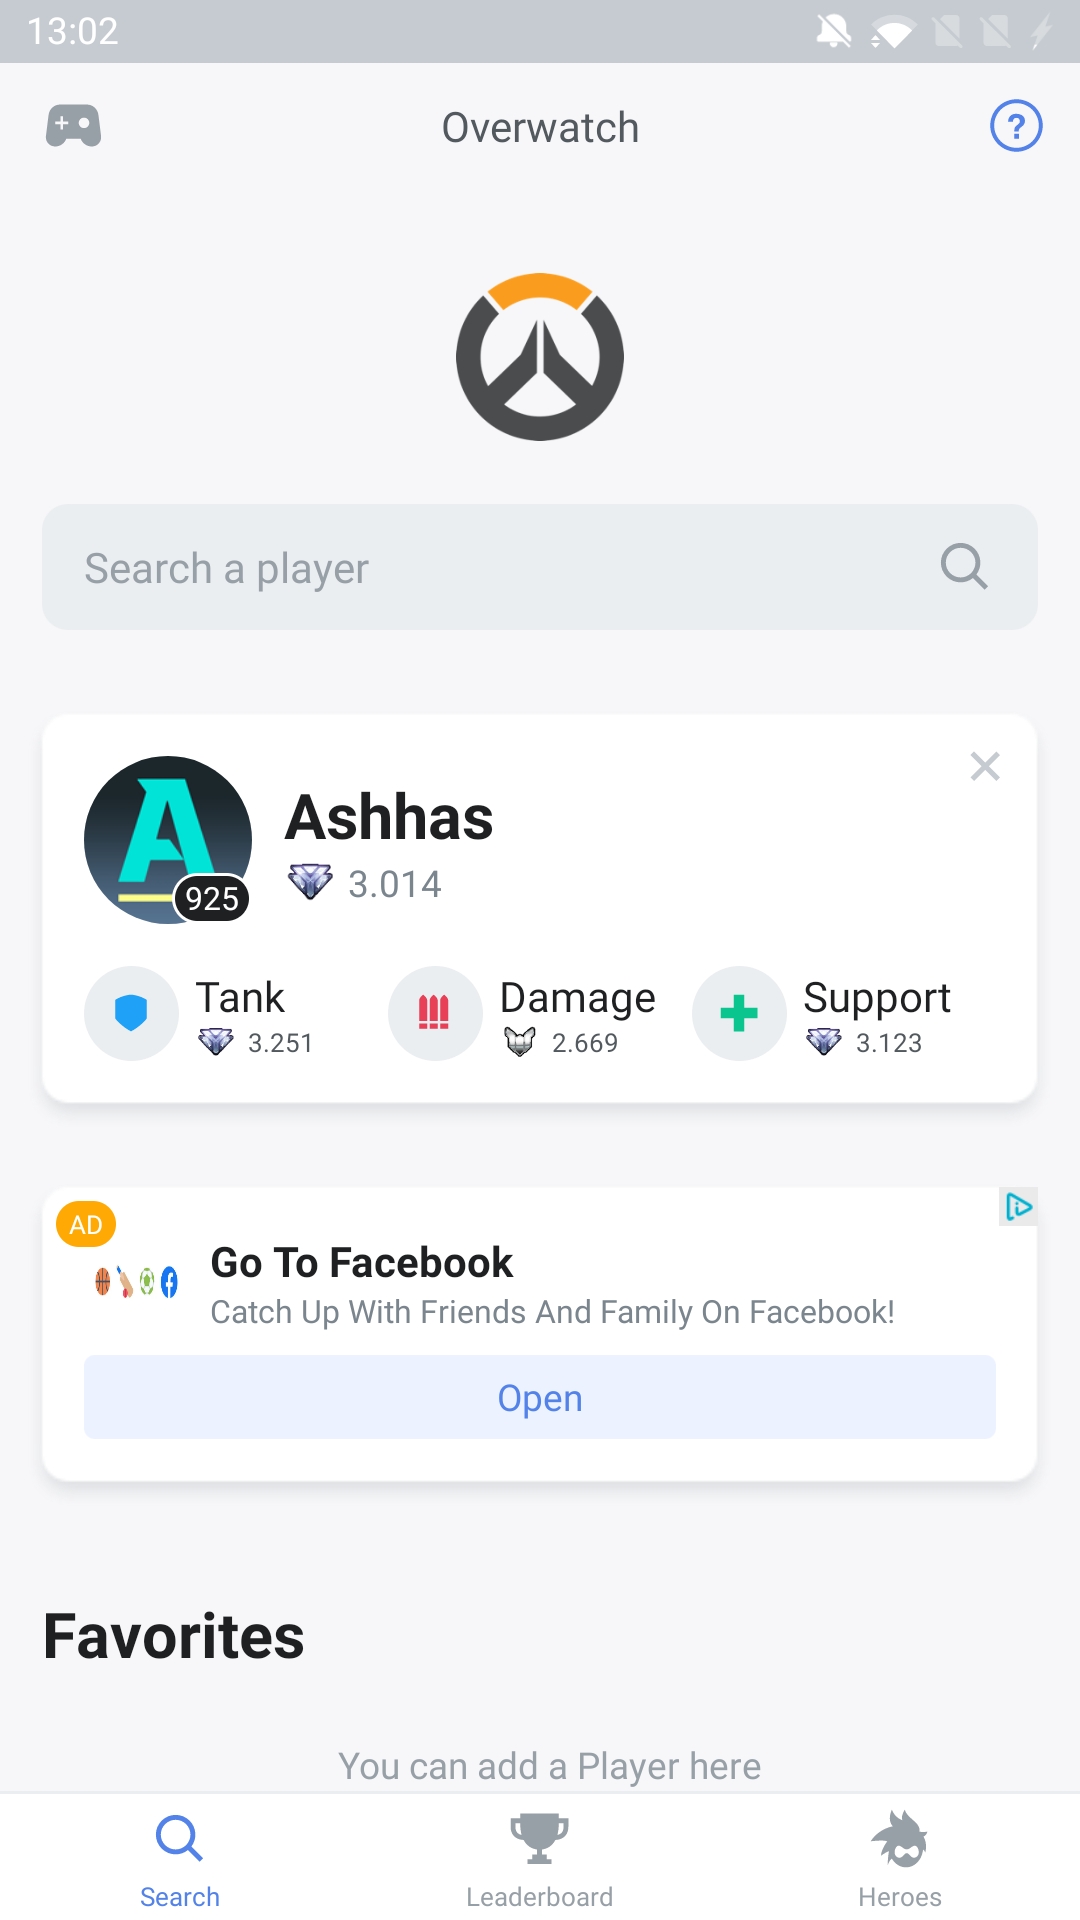 13:02
Overwatch
Search a player
Ashhas
925
3.014
Tank
3.251
Damage
2.669
Support
3.123
AD
Go To Facebook
Catch Up With Friends And Family On Facebook!
Open
Favorites
You can add a Player here
Search
Leaderboard
Heroes